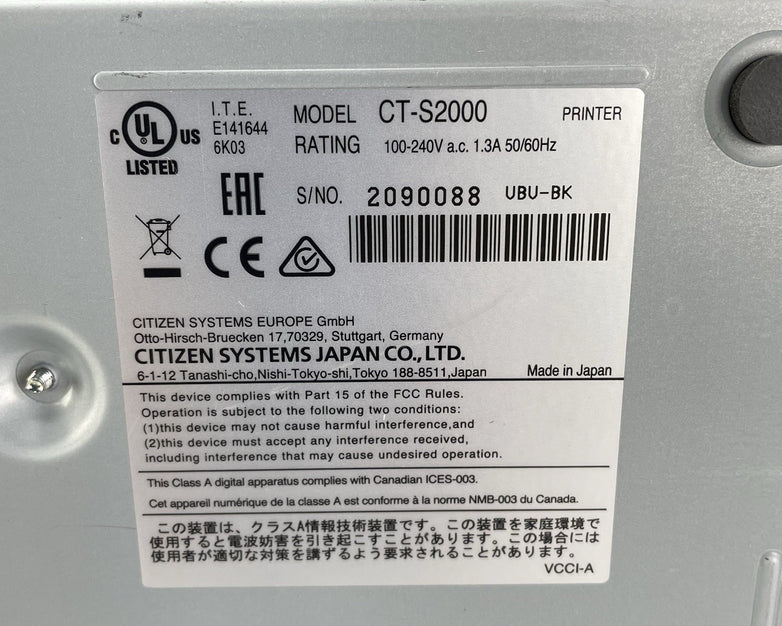 I.T.E.
E141644
6K03
C UL US
LISTED
MODEL CT-S2000 PRINTER
RATING 100-240V a.c. 1.3A 50/60Hz
EAC
S/NO. 2090088 UBU-BK
CE
CITIZEN SYSTEMS EUROPE GmbH
Otto-Hirsch-Bruecken 17,70329, Stuttgart, Germany
CITIZEN SYSTEMS JAPAN CO., LTD.
6-1-12 Tanashi-cho,Nishi-Tokyo-shi,Tokyo 188-8511,Japan Made in Japan
This device complies with Part 15 of the FCC Rules.
Operation is subject to the following two conditions:
(1)this device may not cause harmful interference,and
(2)this device must accept any interference received,
including interference that may cause undesired operation.
This Class A digital apparatus complies with Canadian ICES-003.
Cet appareil numérique de la classe A est conforme à la norme NMB-003 du Canada.
この装置は、クラスA情報技術装置です。この装置を家庭環境で
使用すると電波妨害を引き起こすことがあります。この場合には
使用者が適切な対策を講ずるよう要求されることがあります。
VCCI-A